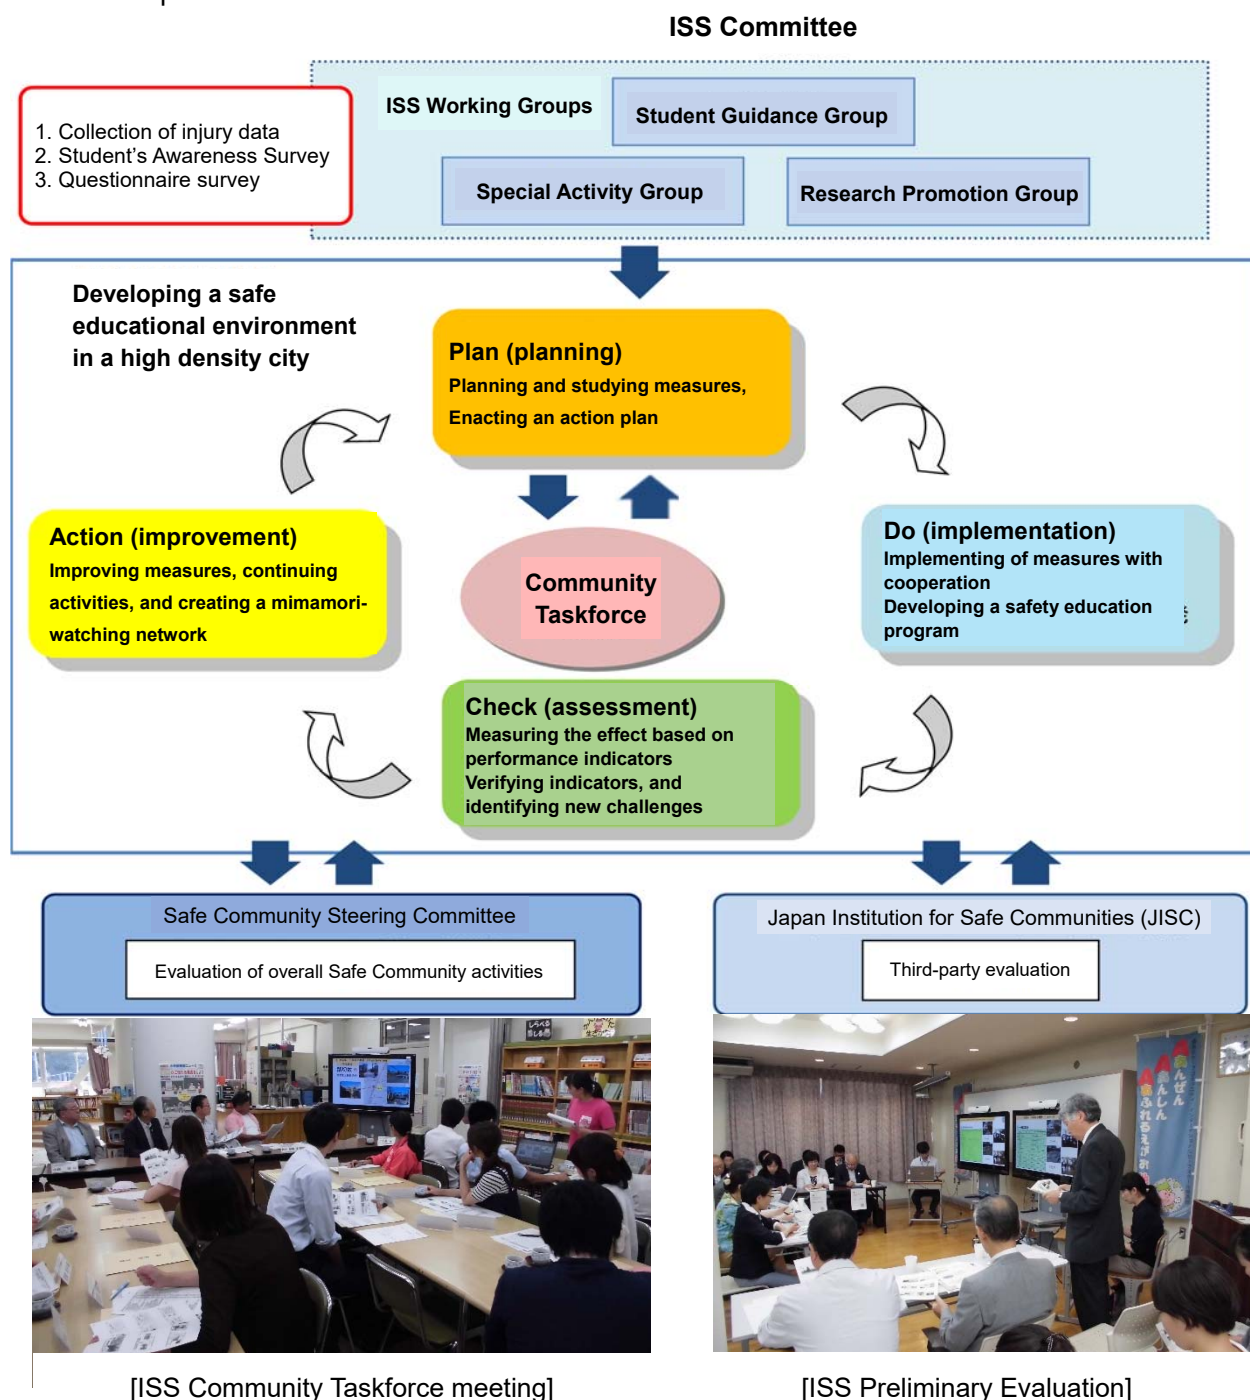 ISS Committee
ISS Working Groups
Student Guidance Group
Special Activity Group
Research Promotion Group
1. Collection of injury data
2. Student's Awareness Survey
3. Questionnaire survey
Developing a safe
educational environment
in a high density city
Plan (planning)
Planning and studying measures,
Enacting an action plan
Action (improvement)
Improving measures, continuing
activities, and creating a mimamori-
watching network
Community
Taskforce
Do (implementation)
Implementing of measures with
cooperation
Developing a safety education
program
Check (assessment)
Measuring the effect based on
performance indicators
Verifying indicators, and
identifying new challenges
Safe Community Steering Committee
Evaluation of overall Safe Community activities
Japan Institution for Safe Communities (JISC)
Third-party evaluation
[ISS Community Taskforce meeting]
[ISS Preliminary Evaluation]